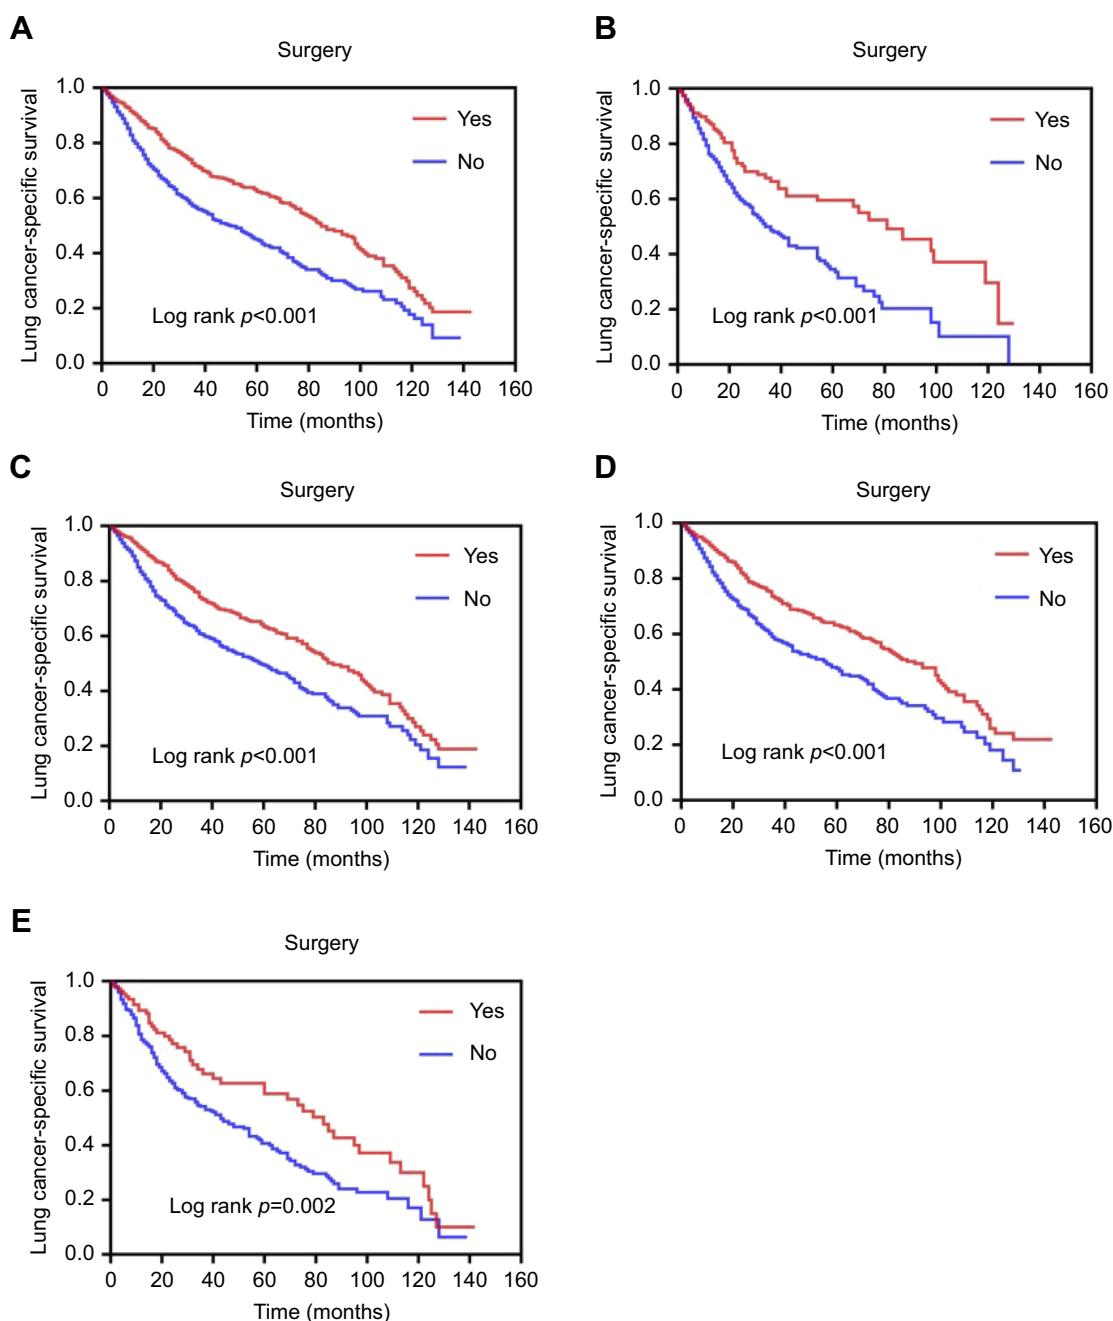 A
Surgery
Lung cancer-specific survival
1.0
0.8
0.6
0.4
0.2
0.0
Yes
No
Log rank p<0.001
0 20 40 60 80 100 120 140 160
Time (months)
B
Surgery
Lung cancer-specific survival
1.0
0.8
0.6
0.4
0.2
0.0
Yes
No
Log rank p<0.001
0 20 40 60 80 100 120 140 160
Time (months)
C
Surgery
Lung cancer-specific survival
1.0
0.8
0.6
0.4
0.2
0.0
Yes
No
Log rank p<0.001
0 20 40 60 80 100 120 140 160
Time (months)
D
Surgery
Lung cancer-specific survival
1.0
0.8
0.6
0.4
0.2
0.0
Yes
No
Log rank p<0.001
0 20 40 60 80 100 120 140 160
Time (months)
E
Surgery
Lung cancer-specific survival
1.0
0.8
0.6
0.4
0.2
0.0
Yes
No
Log rank p=0.002
0 20 40 60 80 100 120 140 160
Time (months)